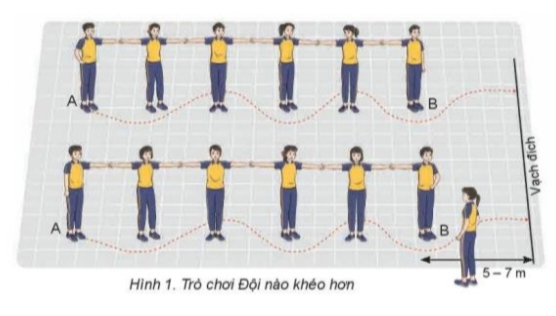 A
B
A
B
Vạch đích
5 – 7 m
Hình 1. Trò chơi Đội nào khéo hơn